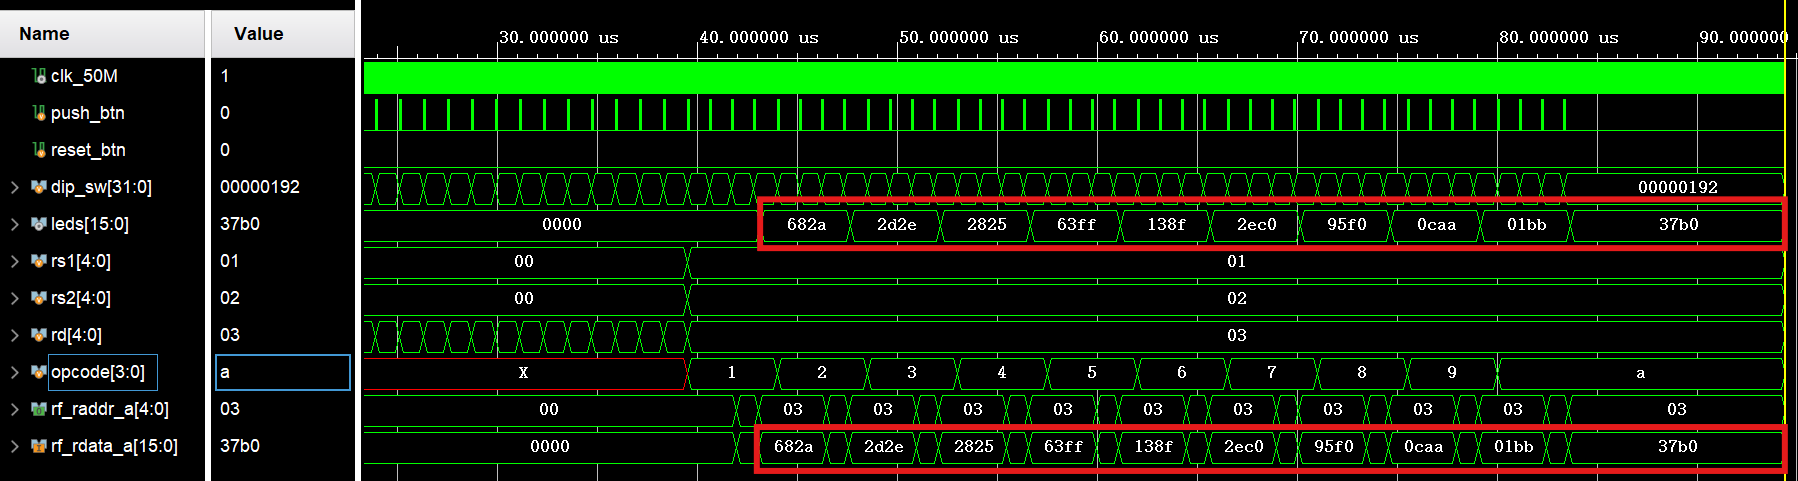 Name Value
30.000000 us 40.000000 us 50.000000 us 60.000000 us 70.000000 us 80.000000 us 90.000000
clk_50M 1
push_btn 0
reset_btn 0
dip_sw[31:0] 00000192 00000192
leds[15:0] 37b0 0000 682a 2d2e 2825 63ff 138f 2ec0 95f0 0caa 01bb 37b0
rs1[4:0] 01 00 01
rs2[4:0] 02 00 02
rd[4:0] 03 03
opcode[3:0] a X 1 2 3 4 5 6 7 8 9 a
rf_raddr_a[4:0] 03 00 03 03 03 03 03 03 03 03 03 03
rf_rdata_a[15:0] 37b0 0000 682a 2d2e 2825 63ff 138f 2ec0 95f0 0caa 01bb 37b0